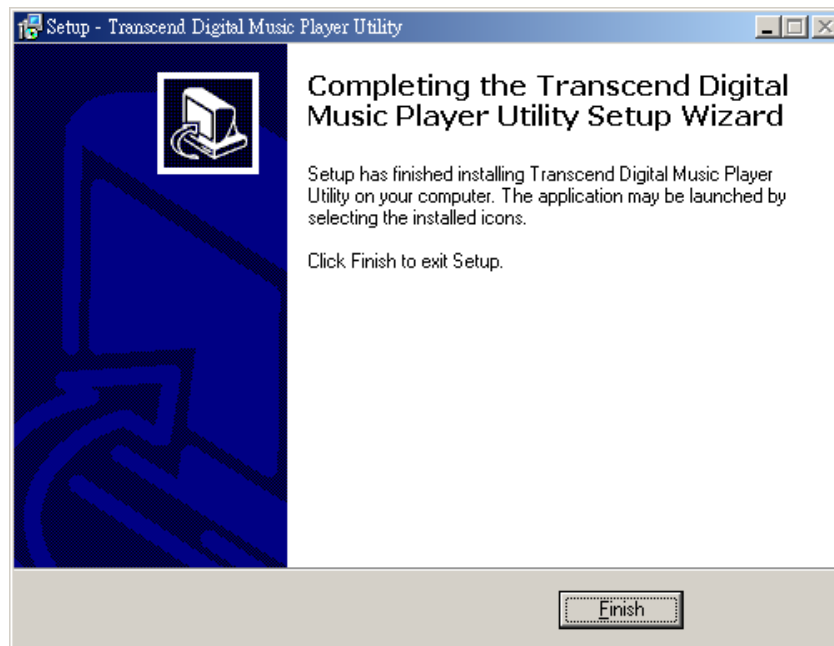 Setup - Transcend Digital Music Player Utility
Completing the Transcend Digital
Music Player Utility Setup Wizard
Setup has finished installing Transcend Digital Music Player
Utility on your computer. The application may be launched by
selecting the installed icons.
Click Finish to exit Setup.
Finish